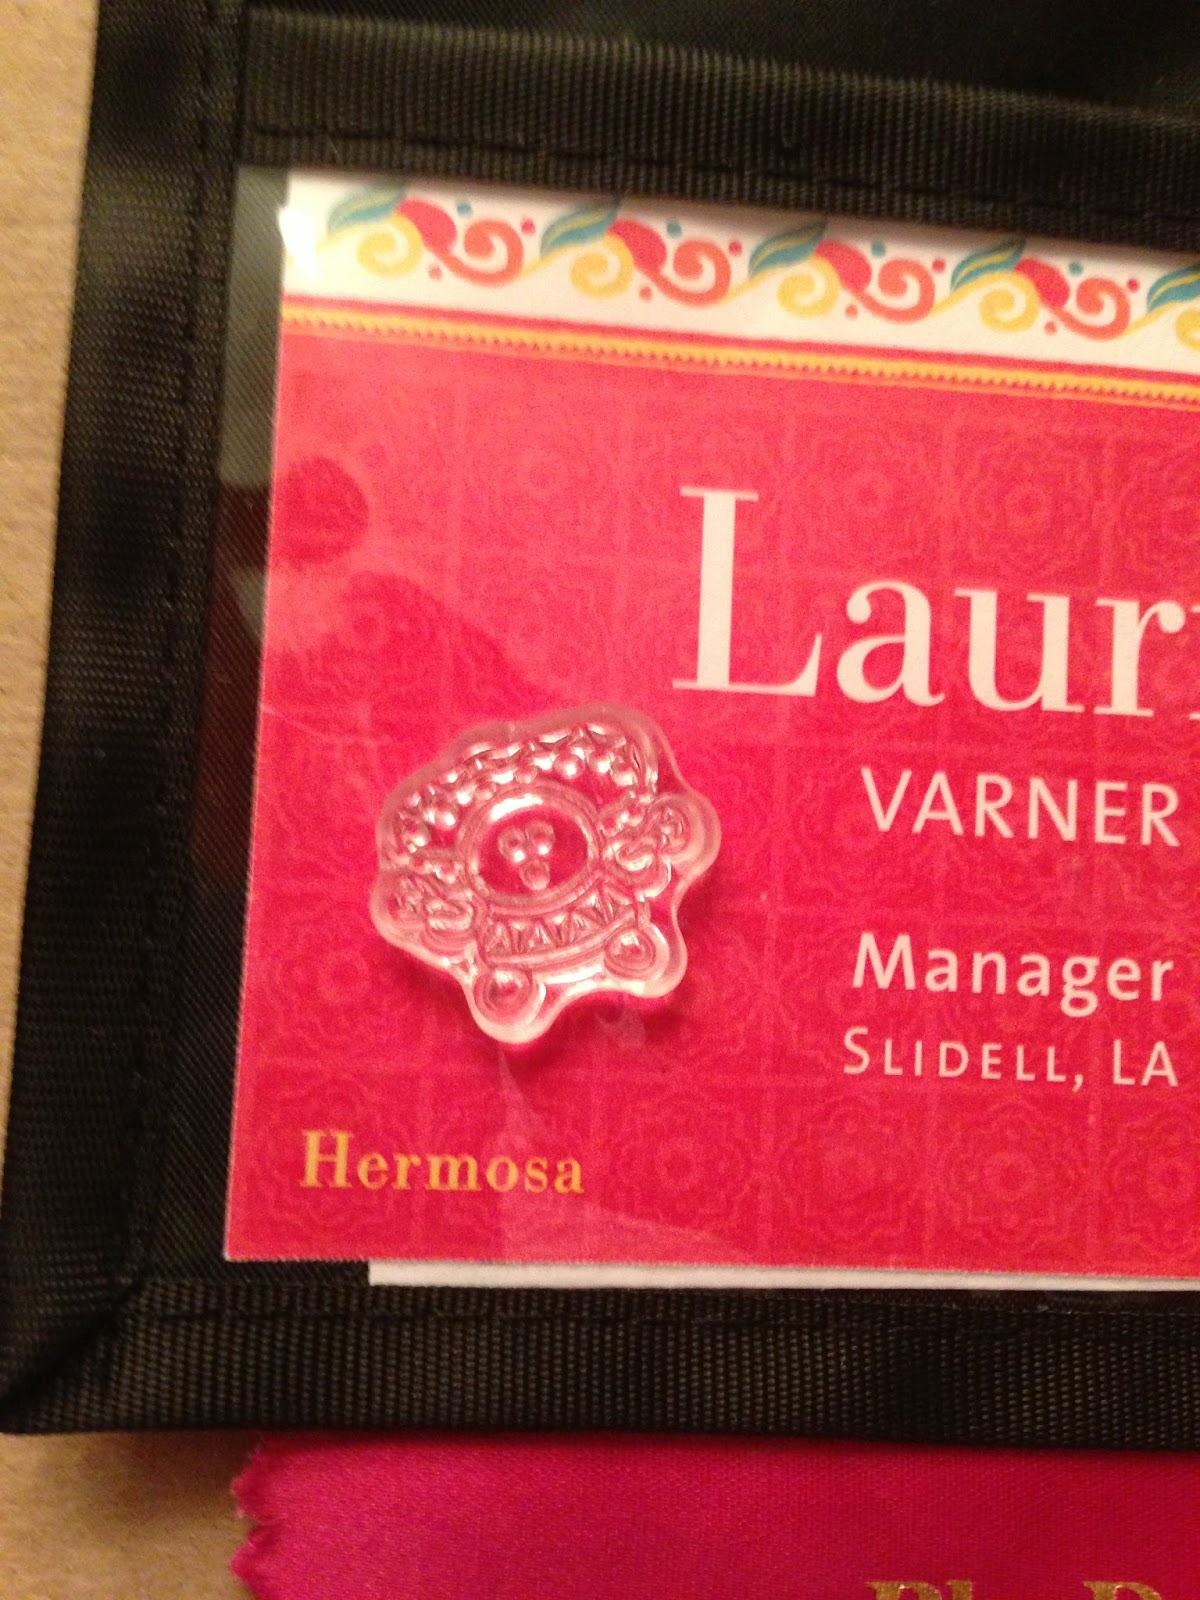 Laur
VARNER
Manager
SLIDELL, LA
Hermosa